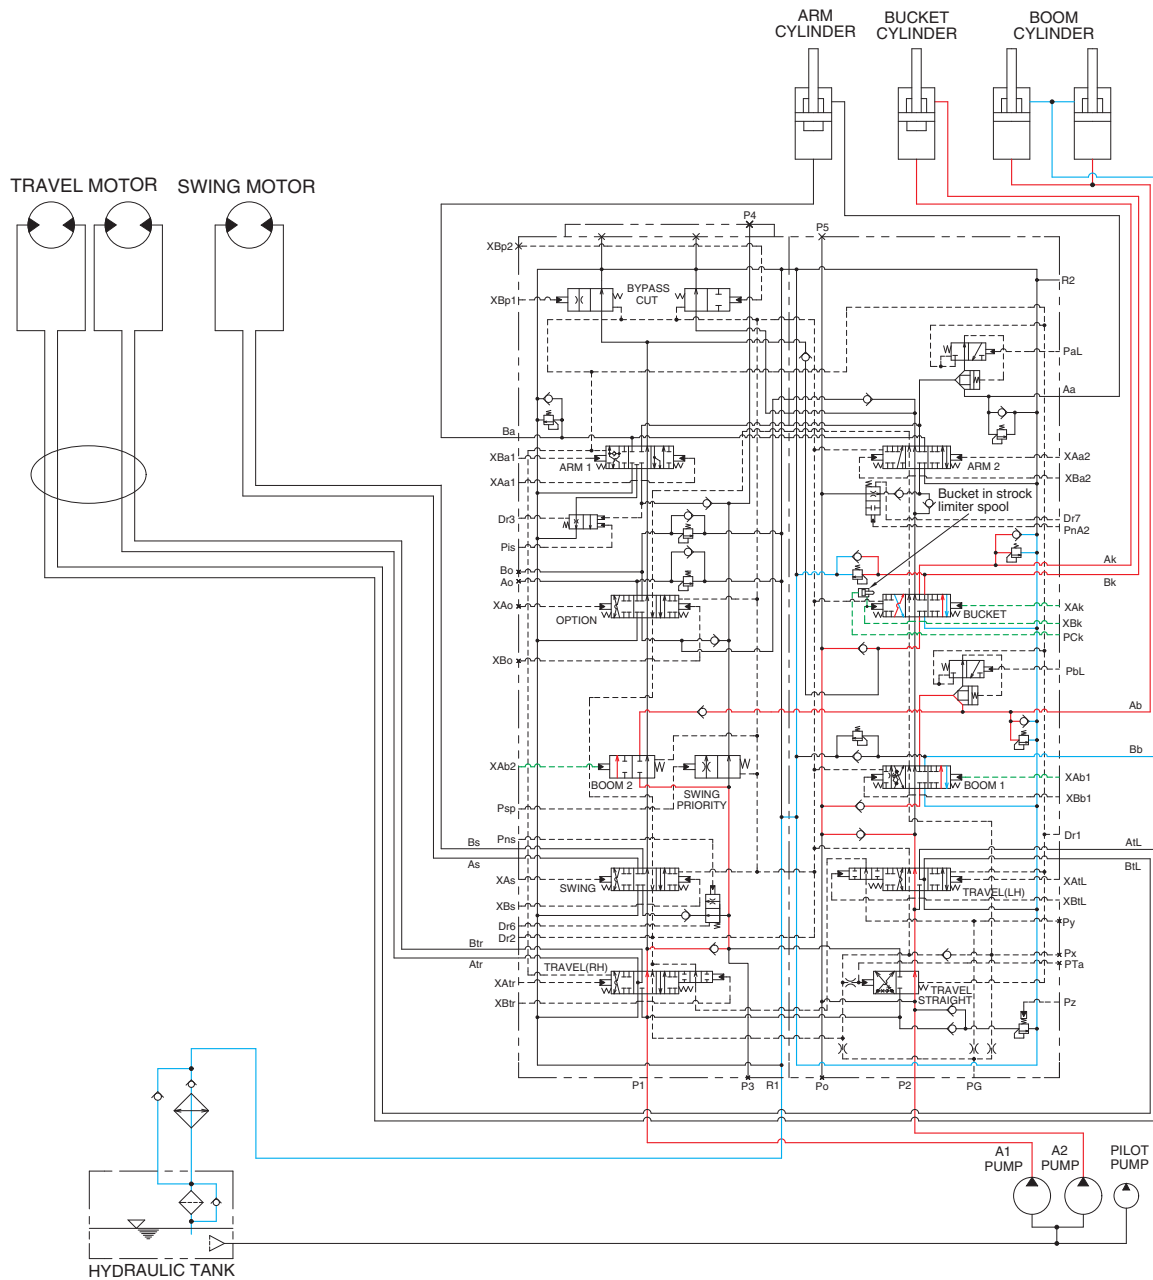 ARM
CYLINDER
BUCKET
CYLINDER
BOOM
CYLINDER
TRAVEL MOTOR
SWING MOTOR
P4
P5
XBp2
R2
XBp1
BYPASS
CUT
PaL
Aa
Ba
XBa1
ARM 1
ARM 2
XAa2
XAa1
XBa2
Bucket in strock
limiter spool
Dr3
Dr7
PnA2
Pis
Ak
Bo
Ao
Bk
XAo
OPTION
BUCKET
XAk
XBk
PCk
XBo
PbL
Ab
Bb
XAb2
BOOM 2
SWING
PRIORITY
BOOM 1
XAb1
XBb1
Psp
Pns
Dr1
Bs
AtL
As
BtL
XAs
SWING
TRAVEL(LH)
XAtL
XBs
XBtL
Dr6
Py
Dr2
Btr
Px
Atr
TRAVEL(RH)
PTa
XAtr
TRAVEL
STRAIGHT
XBtr
Pz
P1
P3
R1
Po
P2
PG
A1
PUMP
A2
PUMP
PILOT
PUMP
HYDRAULIC TANK